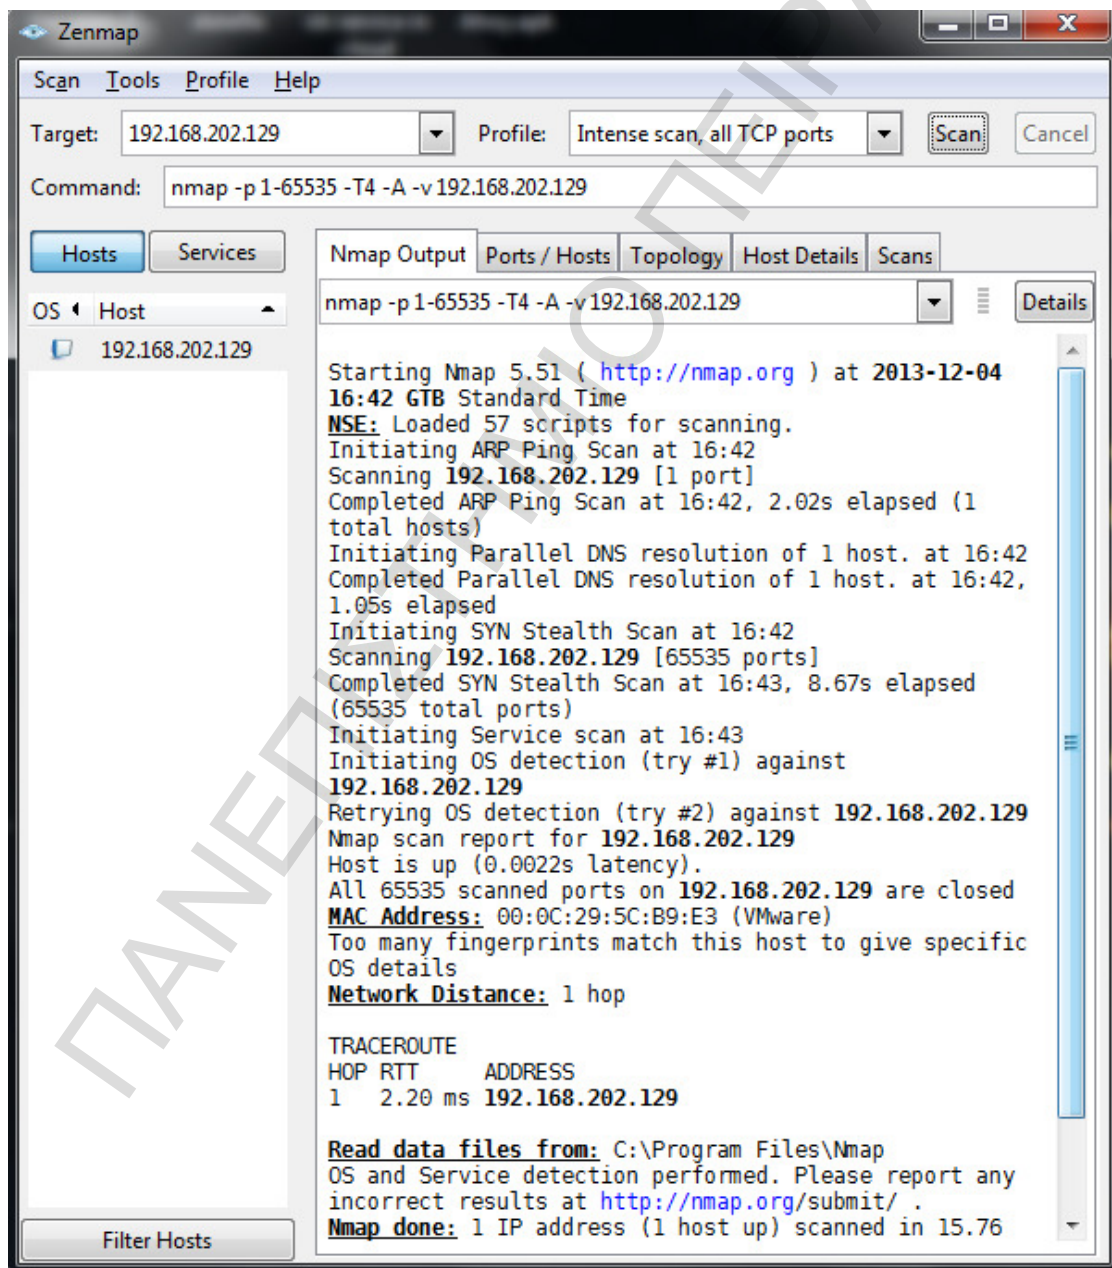 Zenmap
Scan Tools Profile Help
Target: 192.168.202.129 Profile: Intense scan, all TCP ports Scan Cancel
Command: nmap -p 1-65535 -T4 -A -v 192.168.202.129
Hosts Services Nmap Output Ports / Hosts Topology Host Details Scans
OS Host nmap -p 1-65535 -T4 -A -v 192.168.202.129 Details
192.168.202.129
Starting Nmap 5.51 ( http://nmap.org ) at 2013-12-04
16:42 GTB Standard Time
NSE: Loaded 57 scripts for scanning.
Initiating ARP Ping Scan at 16:42
Scanning 192.168.202.129 [1 port]
Completed ARP Ping Scan at 16:42, 2.02s elapsed (1
total hosts)
Initiating Parallel DNS resolution of 1 host. at 16:42
Completed Parallel DNS resolution of 1 host. at 16:42,
1.05s elapsed
Initiating SYN Stealth Scan at 16:42
Scanning 192.168.202.129 [65535 ports]
Completed SYN Stealth Scan at 16:43, 8.67s elapsed
(65535 total ports)
Initiating Service scan at 16:43
Initiating OS detection (try #1) against
192.168.202.129
Retrying OS detection (try #2) against 192.168.202.129
Nmap scan report for 192.168.202.129
Host is up (0.0022s latency).
All 65535 scanned ports on 192.168.202.129 are closed
MAC Address: 00:0C:29:5C:B9:E3 (VMware)
Too many fingerprints match this host to give specific
OS details
Network Distance: 1 hop
TRACEROUTE
HOP RTT ADDRESS
1 2.20 ms 192.168.202.129
Read data files from: C:\Program Files\Nmap
OS and Service detection performed. Please report any
incorrect results at http://nmap.org/submit/ .
Nmap done: 1 IP address (1 host up) scanned in 15.76
Filter Hosts
ΠΑΝΕΠΙΣΤΗΜΙΟ